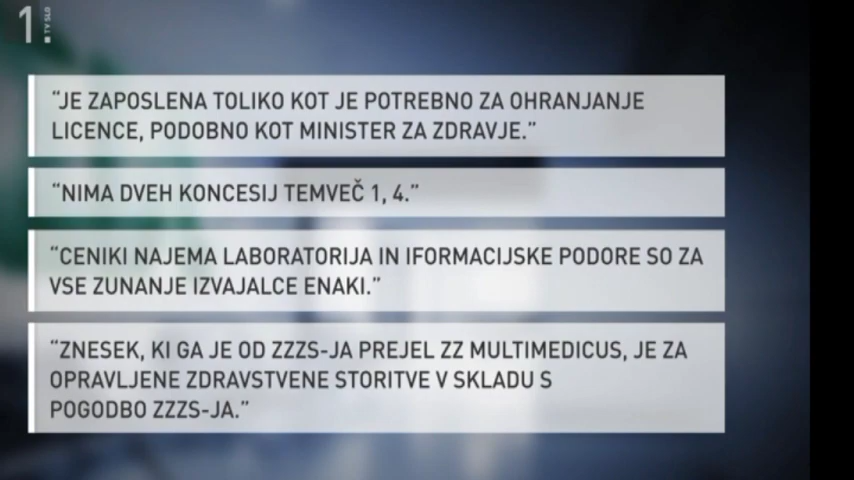 1
TV SLO
“JE ZAPOSLENA TOLIKO KOT JE POTREBNO ZA OHRANJANJE
LICENCE, PODOBNO KOT MINISTER ZA ZDRAVJE.”
“NIMA DVEH KONCESIJ TEMVEČ 1, 4.”
“CENIKI NAJEMA LABORATORIJA IN IFORMACIJSKE PODORE SO ZA
VSE ZUNANJE IZVAJALCE ENAKI.”
“ZNESEK, KI GA JE OD ZZZS-JA PREJEL ZZ MULTIMEDICUS, JE ZA
OPRAVLJENE ZDRAVSTVENE STORITVE V SKLADU S
POGODBO ZZZS-JA.”